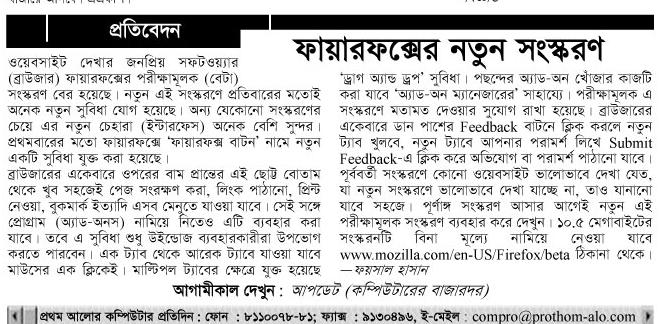 প্রতিবেদন
ফায়ারফক্সের নতুন সংস্করণ
ওয়েবসাইট দেখার জনপ্রিয় সফটওয়্যার
(ব্রাউজার) ফায়ারফক্সের পরীক্ষামূলক (বেটা)
সংস্করণ বের হয়েছে। নতুন এই সংস্করণে প্রতিবারের মতোই
অনেক নতুন সুবিধা যোগ হয়েছে। অন্য যেকোনো সংস্করণের
চেয়ে এর নতুন চেহারা (ইন্টারফেস) অনেক বেশি সুন্দর।
প্রথমবারের মতো ফায়ারফক্সে ‘ফায়ারফক্স বাটন’ নামে নতুন
একটি সুবিধা যুক্ত করা হয়েছে।
ব্রাউজারের একেবারে ওপরের বাম প্রান্তের এই ছোট্ট বোতাম
থেকে খুব সহজেই পেজ সংরক্ষণ করা, লিংক পাঠানো, প্রিন্ট
নেওয়া, বুকমার্ক ইত্যাদি এসব মেনুতে যাওয়া যাবে। সেই সঙ্গে
প্রোগ্রাম (অ্যাড-অনস) নামিয়ে নিতেও এটি ব্যবহার করা
যাবে। তবে এ সুবিধা শুধু উইন্ডোজ ব্যবহারকারীরা উপভোগ
করতে পারবেন। এক ট্যাব থেকে আরেক ট্যাবে যাওয়া যাবে
মাউসের এক ক্লিকেই। মাল্টিপল ট্যাবের ক্ষেত্রে যুক্ত হয়েছে
‘ড্রাগ অ্যান্ড ড্রপ’ সুবিধা। পছন্দের অ্যাড-অন খোঁজার কাজটি
করা যাবে ‘অ্যাড-অন ম্যানেজারের’ সাহায্যে। পরীক্ষামূলক এ
সংস্করণে মতামত দেওয়ার সুযোগ রাখা হয়েছে। ব্রাউজারের
একেবারে ডান পাশের Feedback বাটনে ক্লিক করলে নতুন
ট্যাব খুলবে, নতুন ট্যাবে আপনার পরামর্শ লিখে Submit
Feedback-এ ক্লিক করে অভিযোগ বা পরামর্শ পাঠানো যাবে।
পূর্ববর্তী সংস্করণে কোনো ওয়েবসাইট ভালোভাবে দেখা যেত,
যা নতুন সংস্করণে ভালোভাবে দেখা যাচ্ছে না, তাও যানানো
যাবে সহজে। পূর্ণাঙ্গ সংস্করণ আসার আগেই নতুন এই
পরীক্ষামূলক সংস্করণ ব্যবহার করে দেখুন। ১০.৫ মেগাবাইটের
সংস্করনটি বিনা মূল্যে নামিয়ে নেওয়া যাবে
www.mozilla.com/en-US/Firefox/beta ঠিকানা থেকে।
—ফয়সাল হাসান
আগামীকাল দেখুন : আপডেট (কম্পিউটারের বাজারদর)
প্রথম আলোর কম্পিউটার প্রতিদিন : ফোন : ৮১১০০৭৮-৮১; ফ্যাক্স : ৯১৩০৪৯৬, ই-মেইল : compro@prothom-alo.com